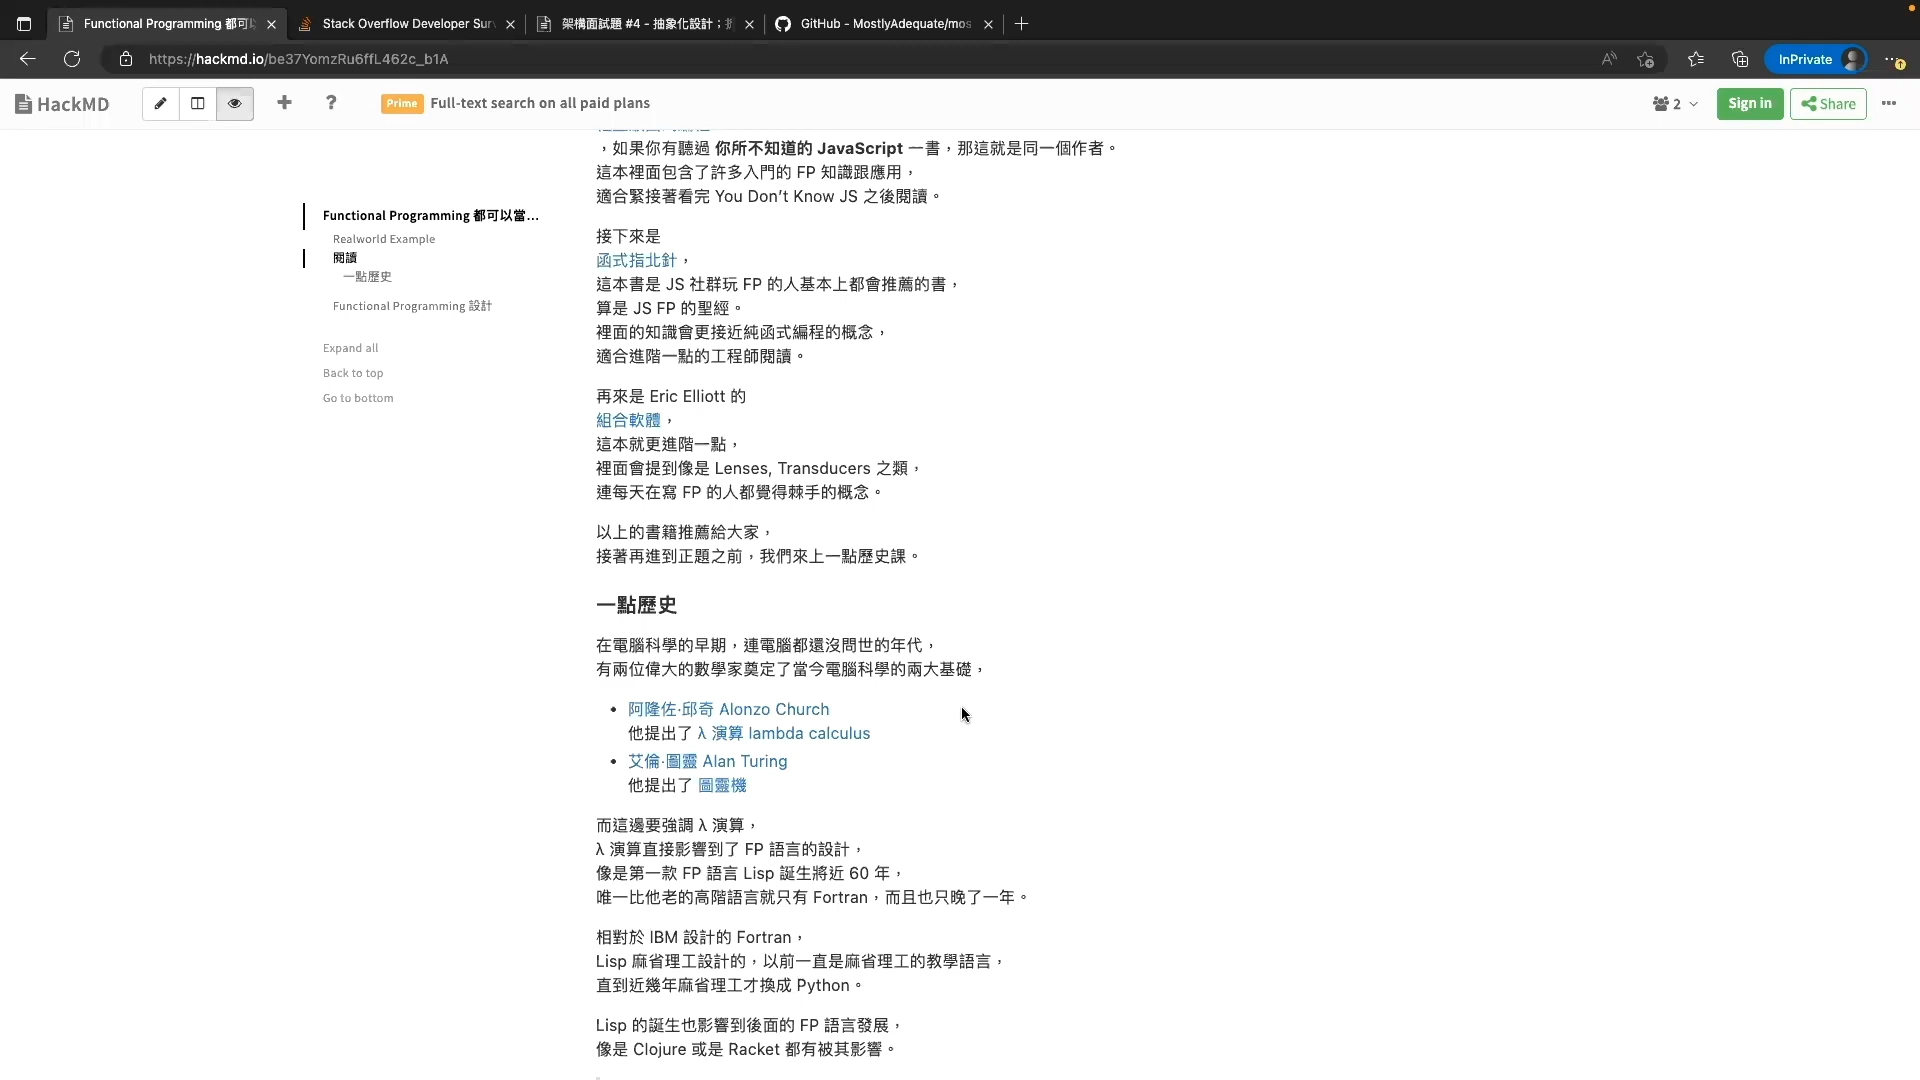 Functional Programming 都可
Stack Overflow Developer Sur
架構面試題 #4 - 抽象化設計；
GitHub - MostlyAdequate/mos
https://hackmd.io/be37YomzRu6ffL462c_b1A
InPrivate
HackMD
?
Prime Full-text search on all paid plans
2
Sign in
Share
，如果你有聽過 你所不知道的 JavaScript 一書，那這就是同一個作者。
這本裡面包含了許多入門的 FP 知識跟應用，
適合緊接著看完 You Don't Know JS 之後閱讀。
Functional Programming 都可以當...
Realworld Example
閱讀
一點歷史
Functional Programming 設計
Expand all
Back to top
Go to bottom
接下來是
函式指北針，
這本書是 JS 社群玩 FP 的人基本上都會推薦的書，
算是 JS FP 的聖經。
裡面的知識會更接近純函式編程的概念，
適合進階一點的工程師閱讀。
再來是 Eric Elliott 的
組合軟體，
這本就更進階一點，
裡面會提到像是 Lenses, Transducers 之類，
連每天在寫 FP 的人都覺得棘手的概念。
以上的書籍推薦給大家，
接著再進到正題之前，我們來上一點歷史課。
一點歷史
在電腦科學的早期，連電腦都還沒問世的年代，
有兩位偉大的數學家奠定了當今電腦科學的兩大基礎，
• 阿隆佐·邱奇 Alonzo Church
他提出了 λ 演算 lambda calculus
• 艾倫·圖靈 Alan Turing
他提出了 圖靈機
而這邊要強調 λ 演算，
λ 演算直接影響到了 FP 語言的設計，
像是第一款 FP 語言 Lisp 誕生將近 60 年，
唯一比他老的高階語言就只有 Fortran，而且也只晚了一年。
相對於 IBM 設計的 Fortran，
Lisp 麻省理工設計的，以前一直是麻省理工的教學語言，
直到近幾年麻省理工才換成 Python。
Lisp 的誕生也影響到後面的 FP 語言發展，
像是 Clojure 或是 Racket 都有被其影響。